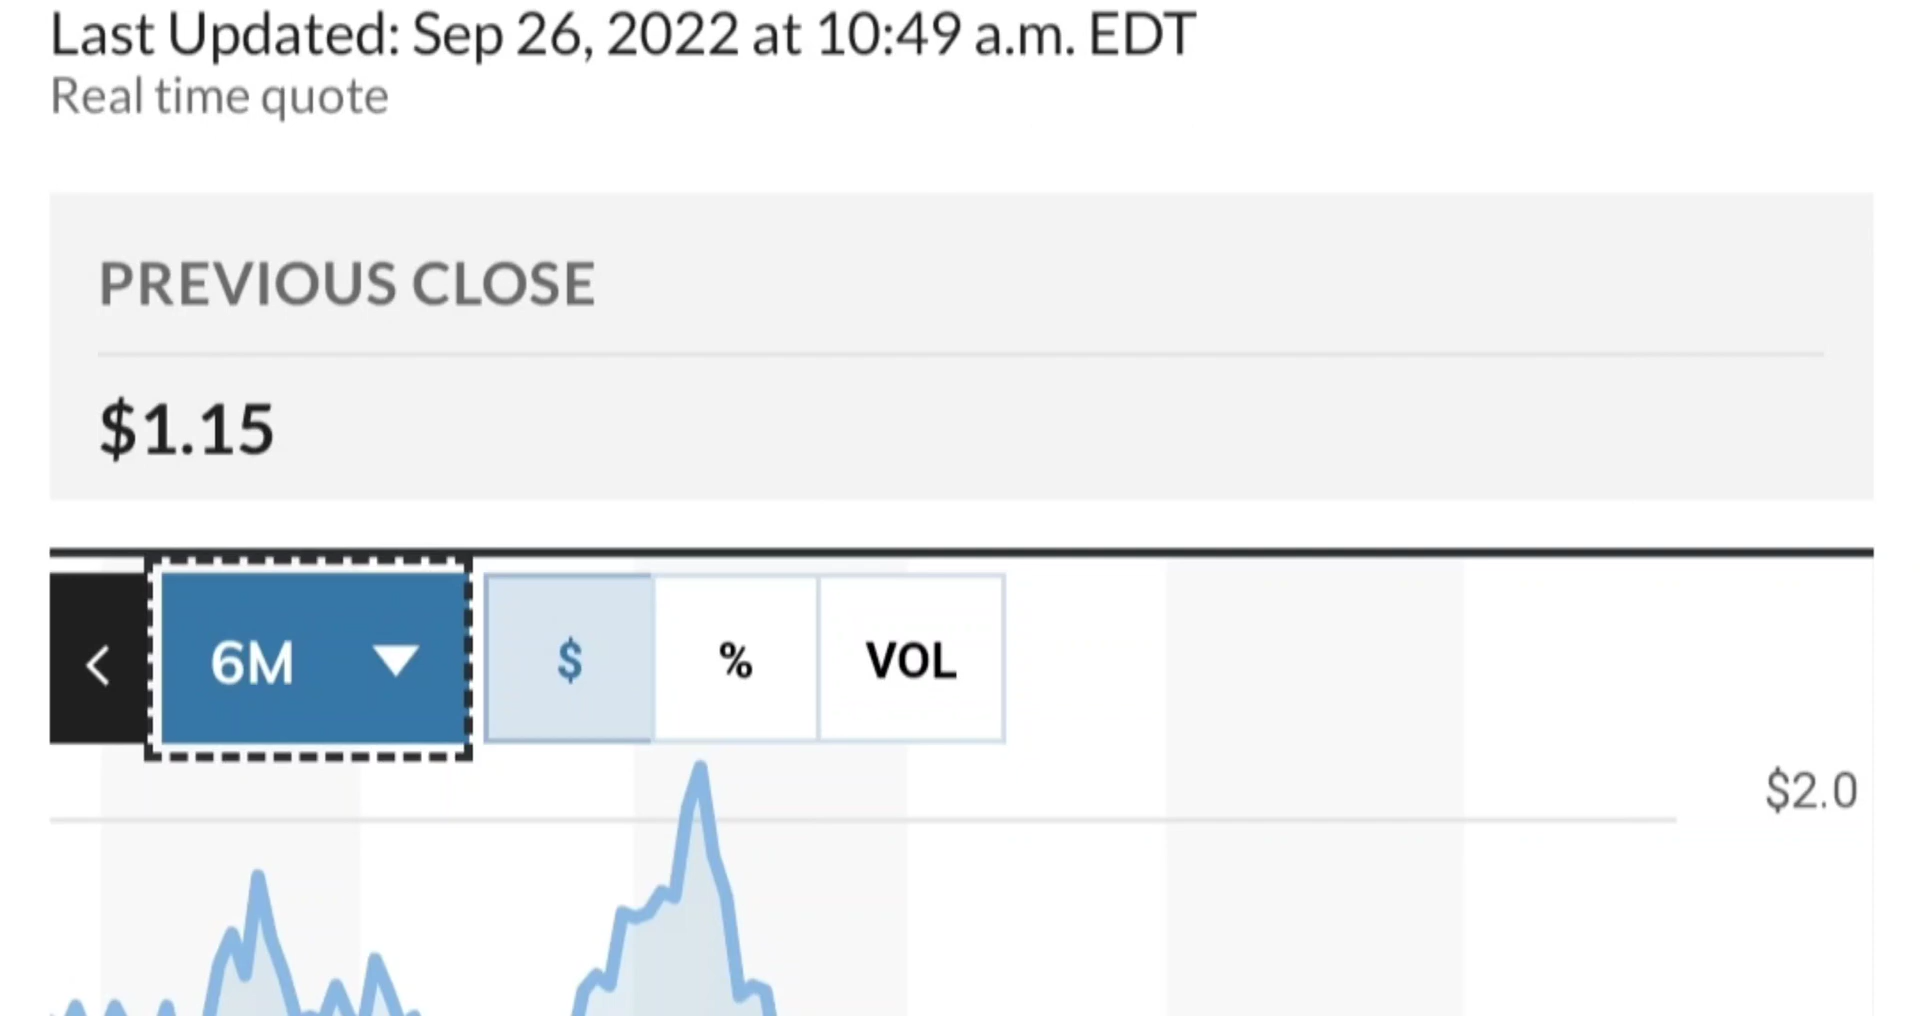 Last Updated: Sep 26, 2022 at 10:49 a.m. EDT
Real time quote
PREVIOUS CLOSE
$1.15
6M $ % VOL
$2.0